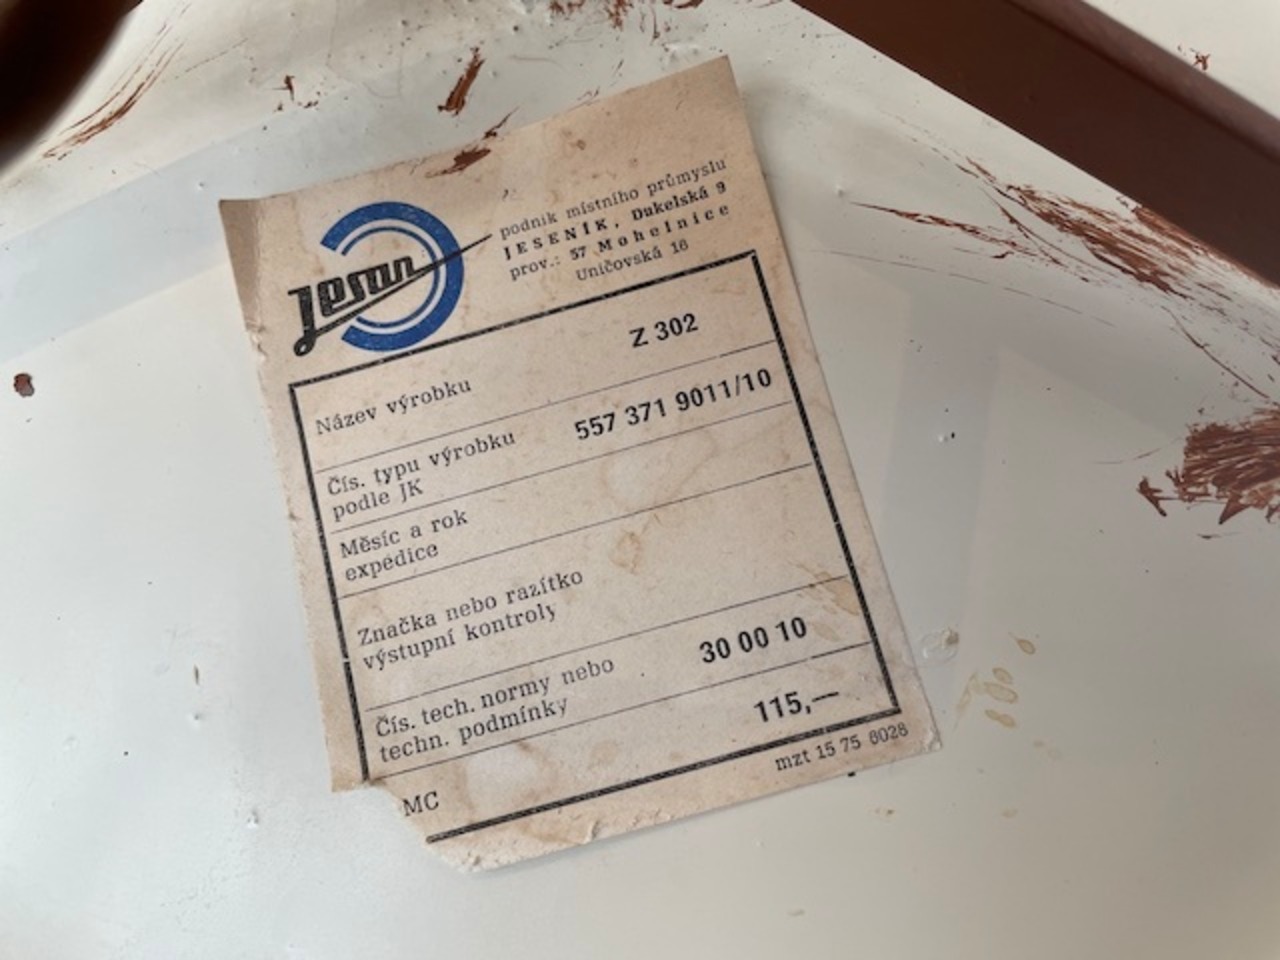 Jesan
podnik místního průmyslu
JESENÍK, Dukelská 9
prov.: 57 Mohelnice
Uničovská 16
Název výrobku Z 302
Čís. typu výrobku 557 371 9011/10
podle JK
Měsíc a rok
expedice
Značka nebo razítko
výstupní kontroly
Čís. tech. normy nebo 30 00 10
techn. podmínky
MC 115,—
mzt 15 75 6028